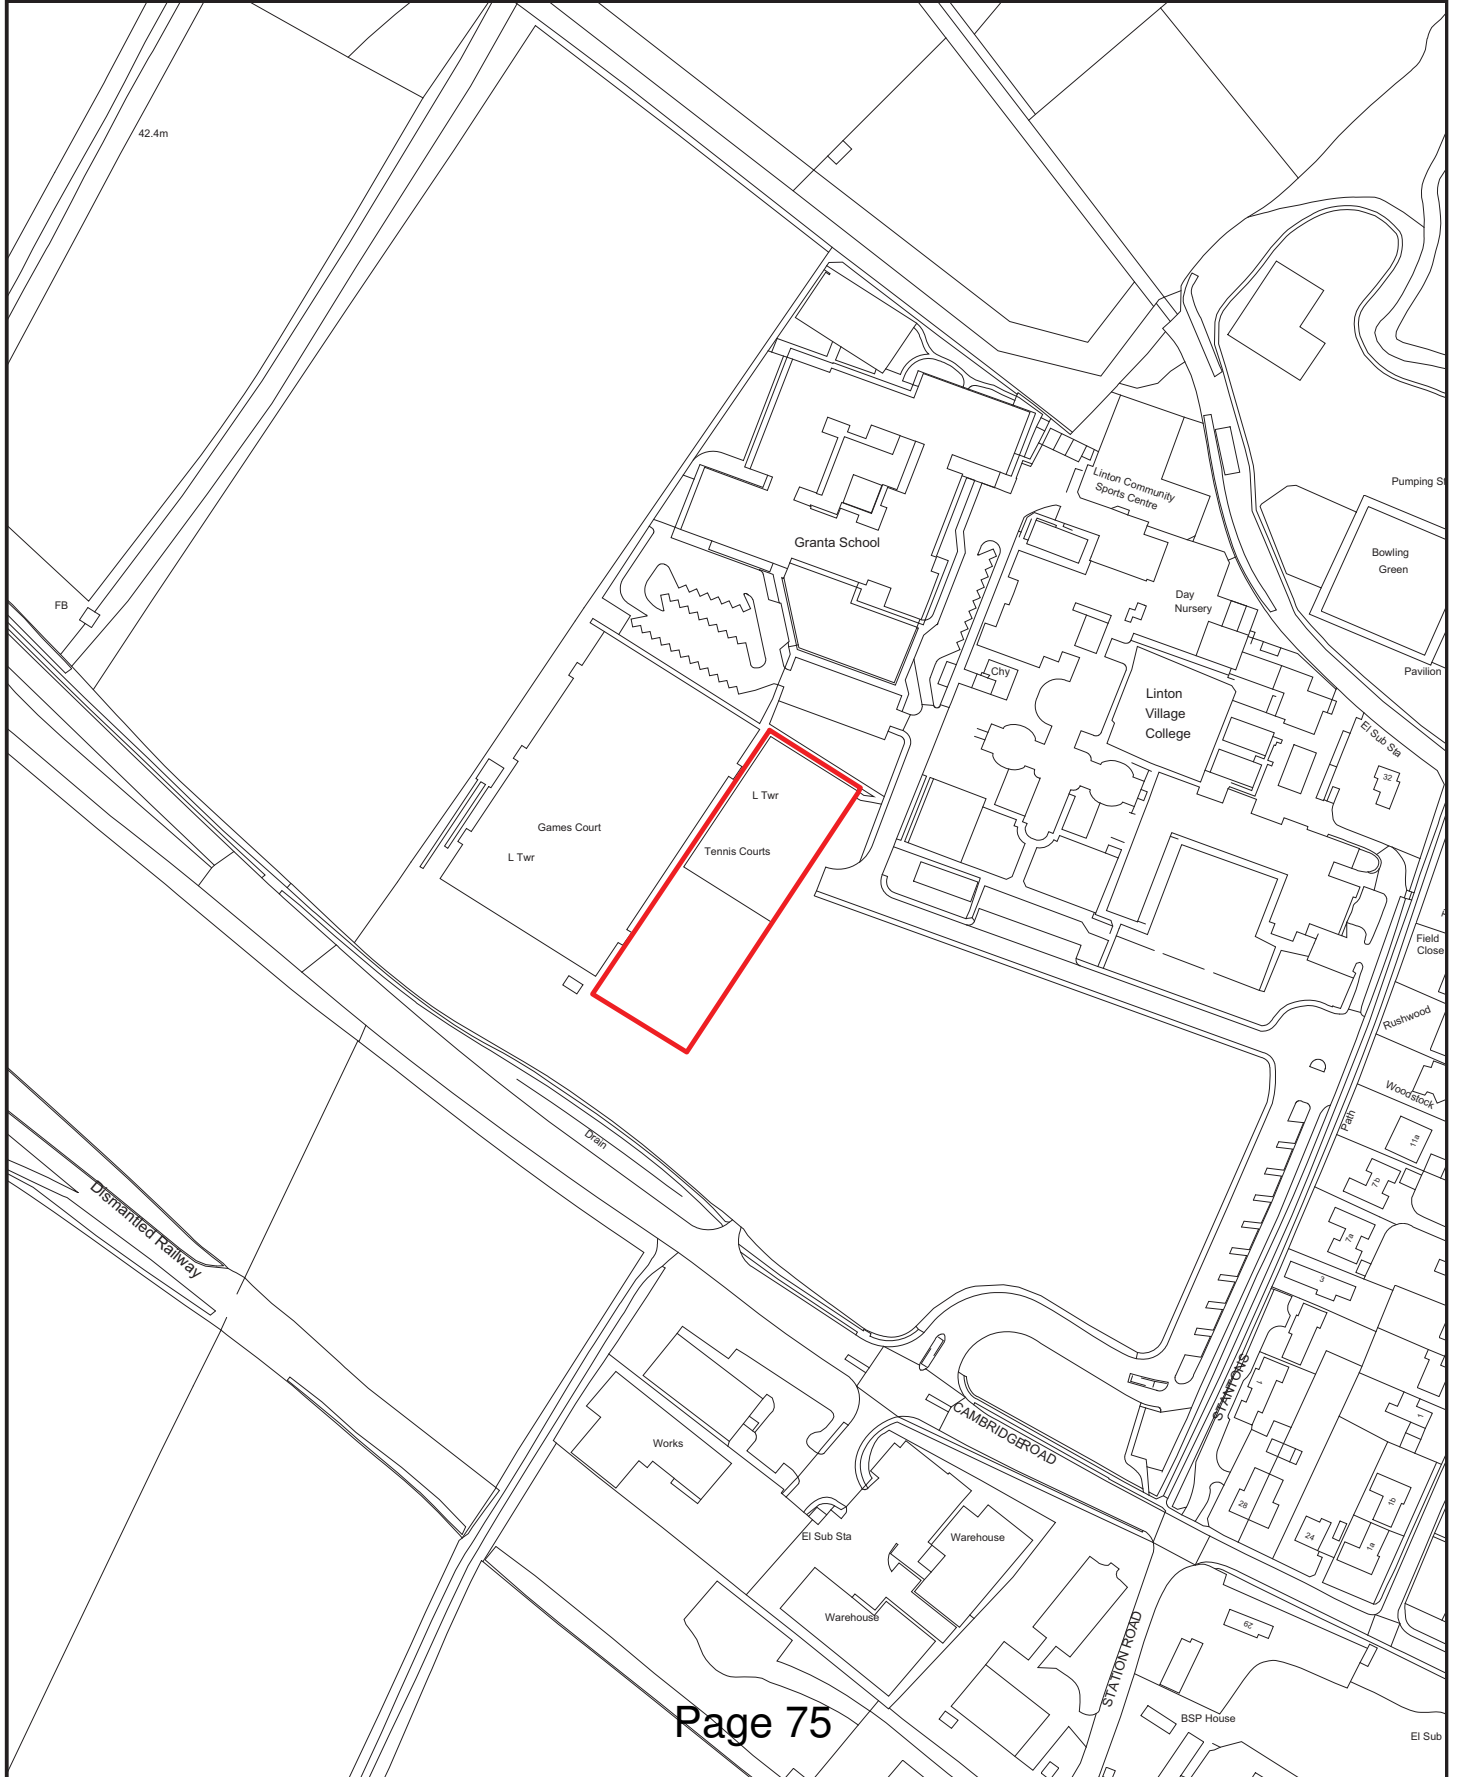 42.4m
Linton Community
Sports Centre
Pumping
Granta School
Bowling
Green
FB
Day
Nursery
Chy
Pavilion
Linton
Village
College
El Sub Sta
32
L Twr
Games Court
Tennis Courts
L Twr
Field
Close
Rushwood
Woodstock
Path
11a
Drain
7b
Dismantled Railway
7a
3
STANTONS
1
1
CAMBRIDGE ROAD
Works
28
1b
24
1a
El Sub Sta
Warehouse
Warehouse
29
STATION ROAD
BSP House
El Sub
Page 75